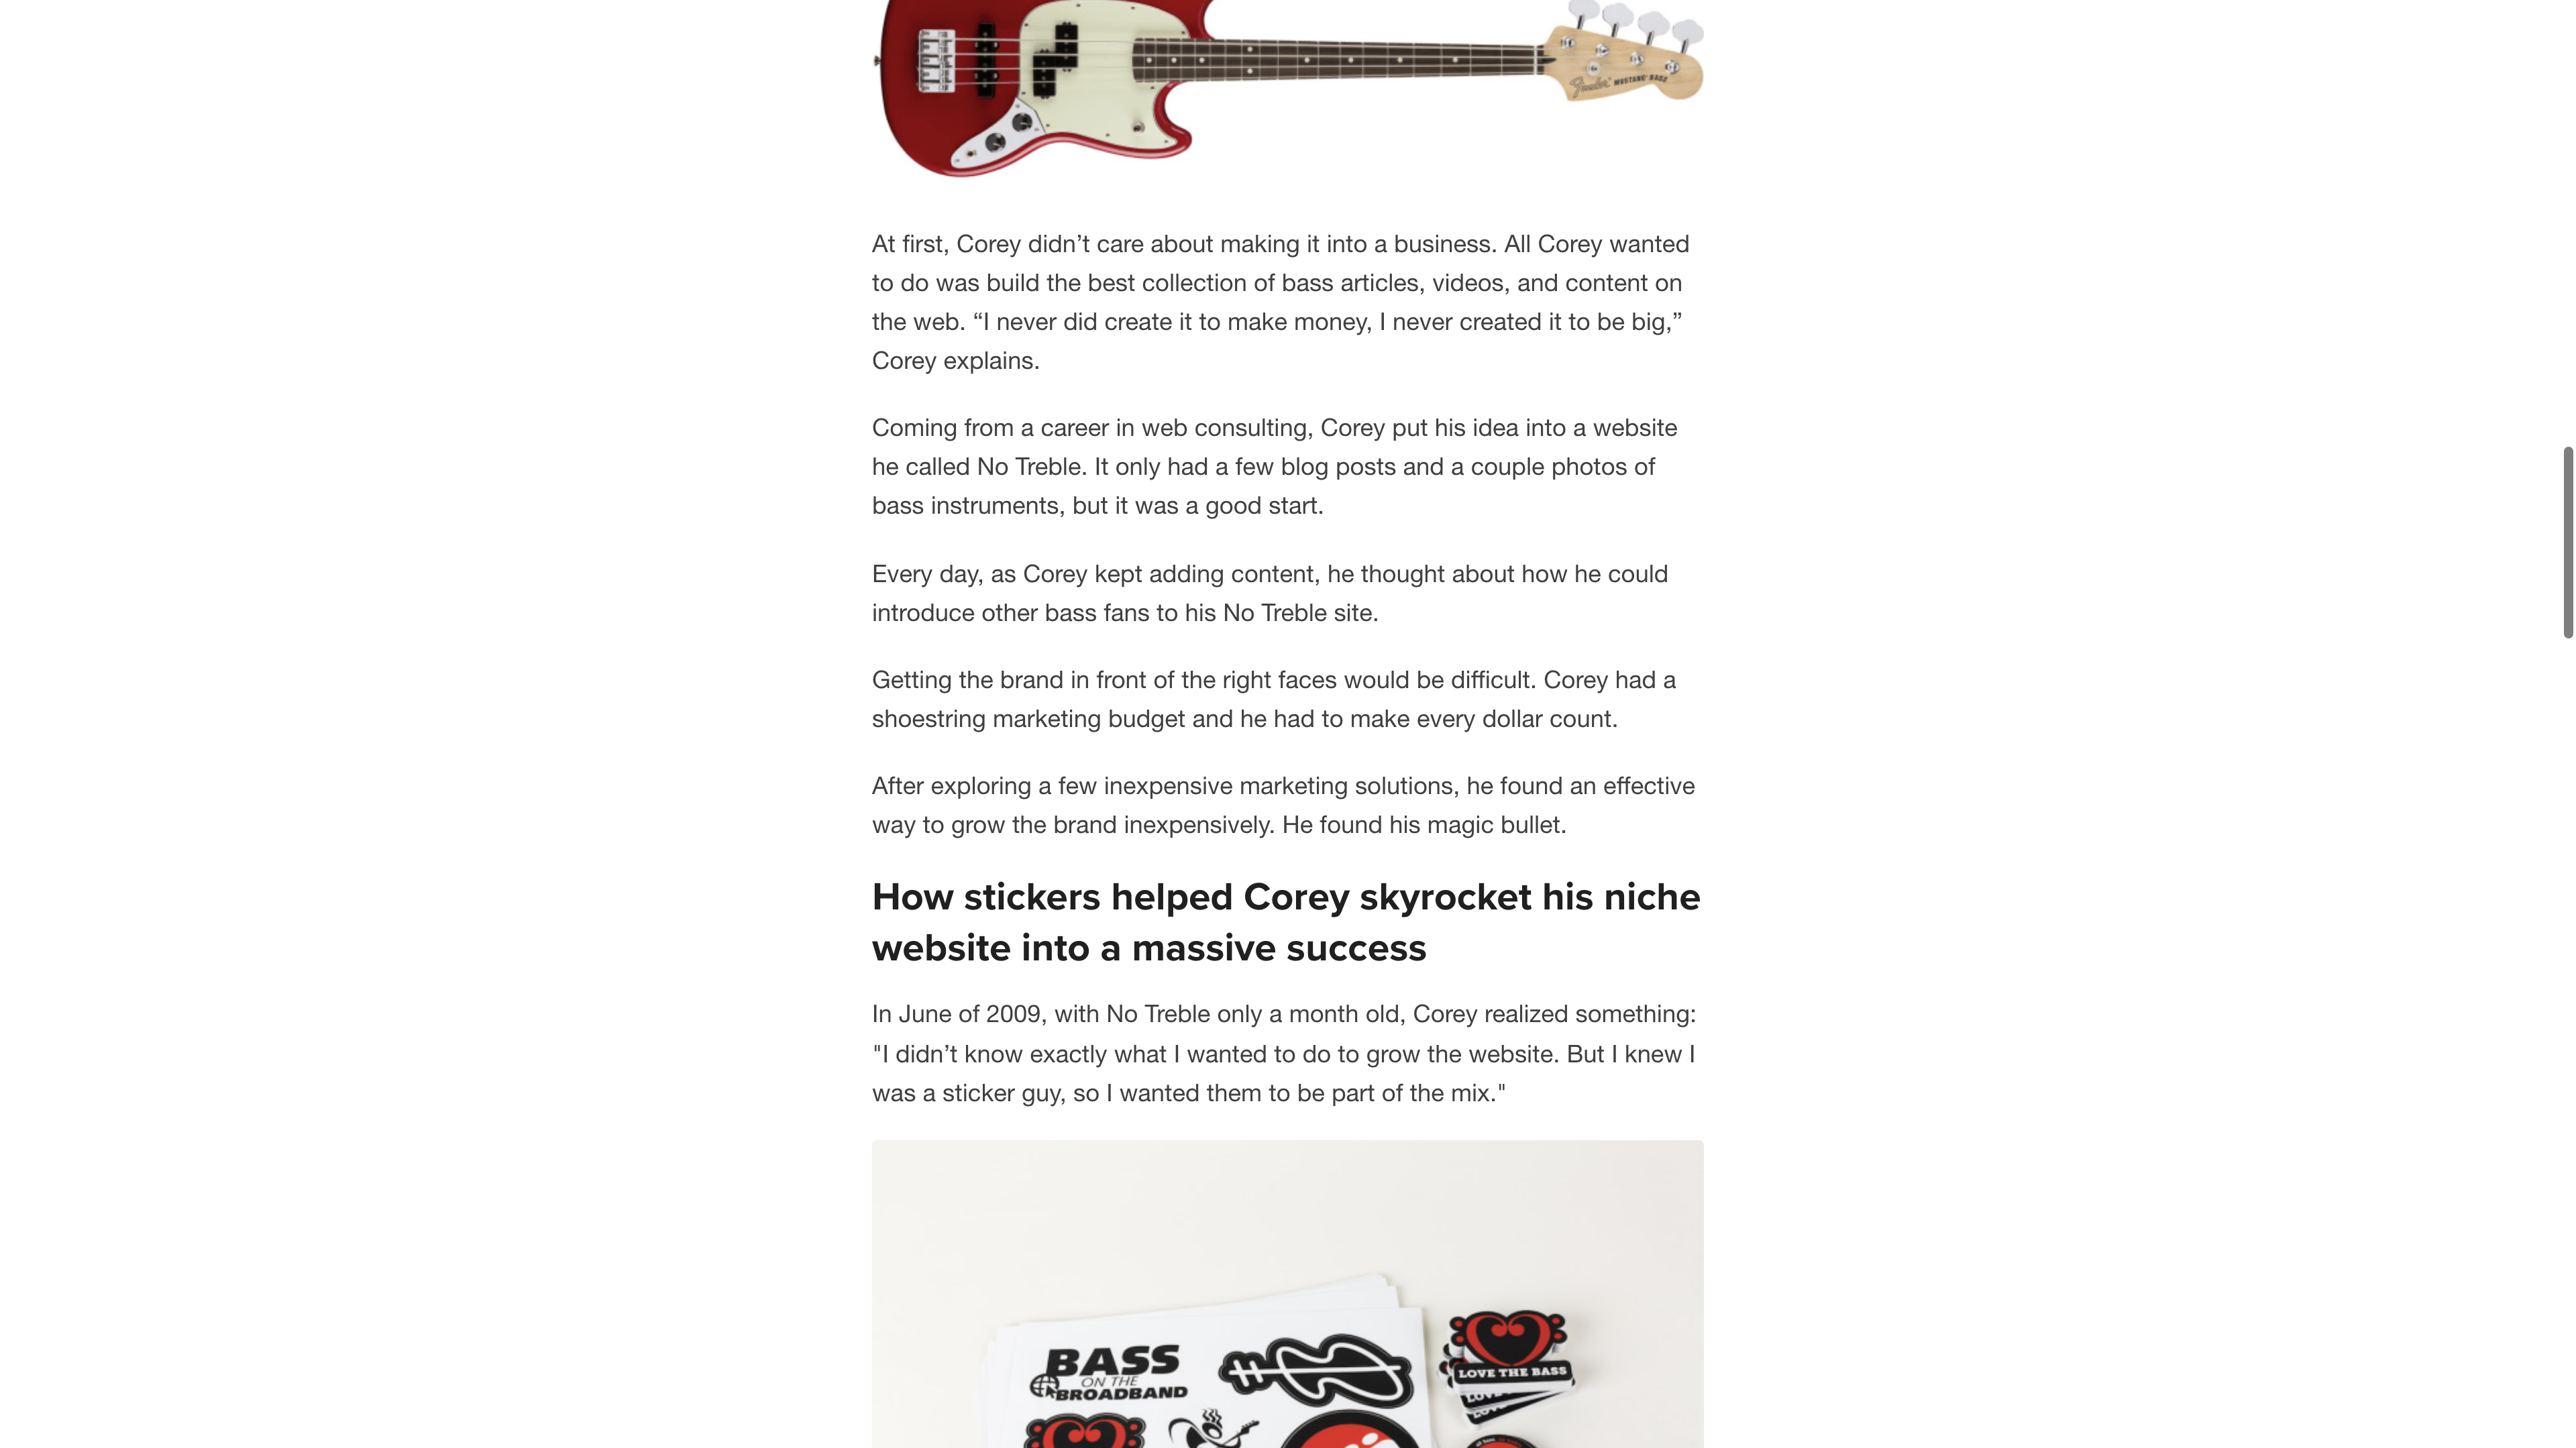 Fender MUSTANG BASS
At first, Corey didn’t care about making it into a business. All Corey wanted
to do was build the best collection of bass articles, videos, and content on
the web. “I never did create it to make money, I never created it to be big,”
Corey explains.
Coming from a career in web consulting, Corey put his idea into a website
he called No Treble. It only had a few blog posts and a couple photos of
bass instruments, but it was a good start.
Every day, as Corey kept adding content, he thought about how he could
introduce other bass fans to his No Treble site.
Getting the brand in front of the right faces would be difficult. Corey had a
shoestring marketing budget and he had to make every dollar count.
After exploring a few inexpensive marketing solutions, he found an effective
way to grow the brand inexpensively. He found his magic bullet.
How stickers helped Corey skyrocket his niche
website into a massive success
In June of 2009, with No Treble only a month old, Corey realized something:
"I didn’t know exactly what I wanted to do to grow the website. But I knew I
was a sticker guy, so I wanted them to be part of the mix."
BASS
ON THE
BROADBAND
LOVE THE BASS